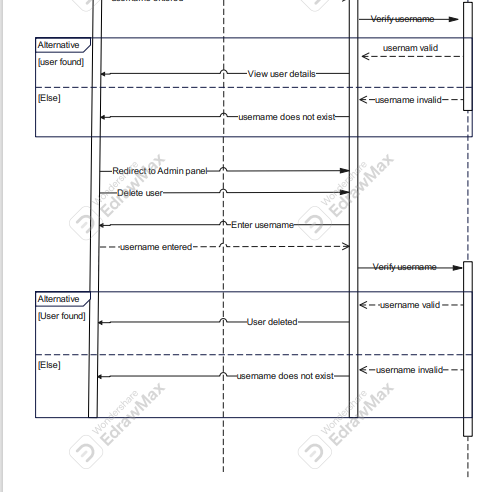 username entered
Verify username
Alternative
usernam valid
[user found]
View user details
[Else]
username invalid
username does not exist
Redirect to Admin panel
Delete user
Wondershare
EdrawMax
Wondershare
EdrawMax
Enter username
username entered
Verify username
Alternative
username valid
[User found]
User deleted
[Else]
username invalid
username does not exist
Wondershare
EdrawMax
Wondershare
EdrawMax